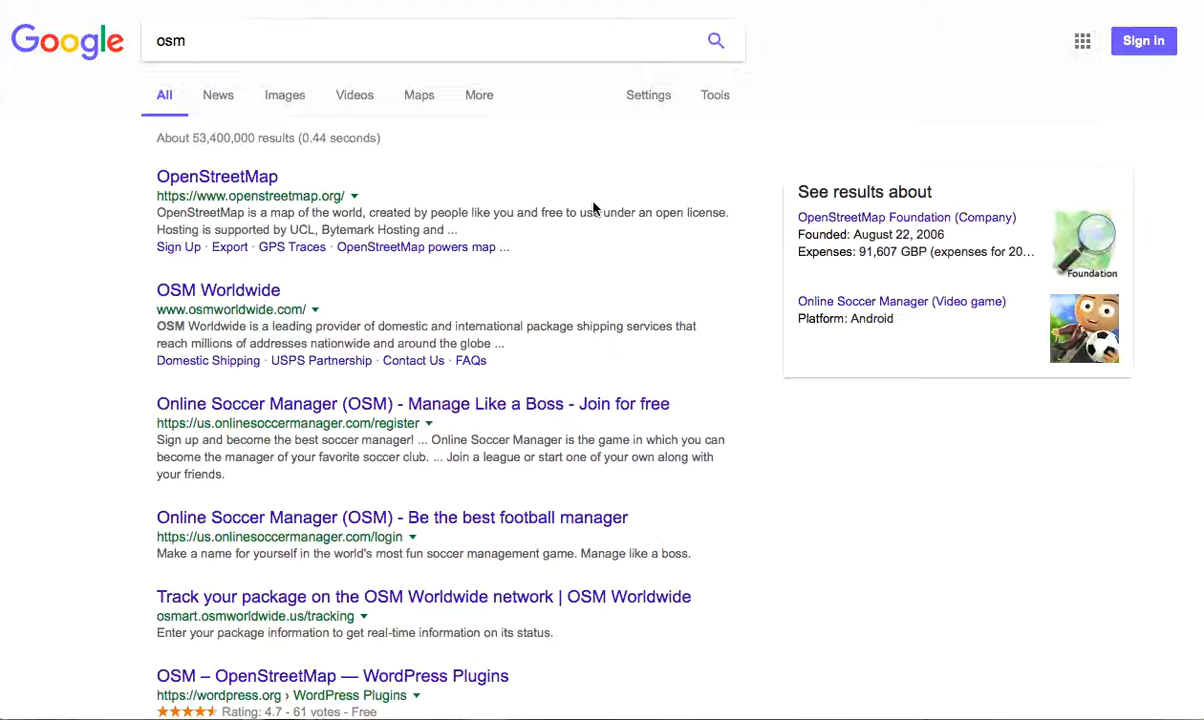 Google
osm
Sign in
All News Images Videos Maps More Settings Tools
About 53,400,000 results (0.44 seconds)
OpenStreetMap
https://www.openstreetmap.org/
OpenStreetMap is a map of the world, created by people like you and free to use under an open license.
Hosting is supported by UCL, Bytemark Hosting and ...
Sign Up · Export · GPS Traces · OpenStreetMap powers map ...
OSM Worldwide
www.osmworldwide.com/
OSM Worldwide is a leading provider of domestic and international package shipping services that
reach millions of addresses nationwide and around the globe ...
Domestic Shipping · USPS Partnership · Contact Us · FAQs
Online Soccer Manager (OSM) - Manage Like a Boss - Join for free
https://us.onlinesoccermanager.com/register
Sign up and become the best soccer manager! ... Online Soccer Manager is the game in which you can
become the manager of your favorite soccer club. ... Join a league or start one of your own along with
your friends.
Online Soccer Manager (OSM) - Be the best football manager
https://us.onlinesoccermanager.com/login
Make a name for yourself in the world's most fun soccer management game. Manage like a boss.
Track your package on the OSM Worldwide network | OSM Worldwide
osmart.osmworldwide.us/tracking
Enter your package information to get real-time information on its status.
OSM – OpenStreetMap — WordPress Plugins
https://wordpress.org › WordPress Plugins
Rating: 4.7 - 61 votes - Free
See results about
OpenStreetMap Foundation (Company)
Founded: August 22, 2006
Expenses: 91,607 GBP (expenses for 20...
Foundation
Online Soccer Manager (Video game)
Platform: Android